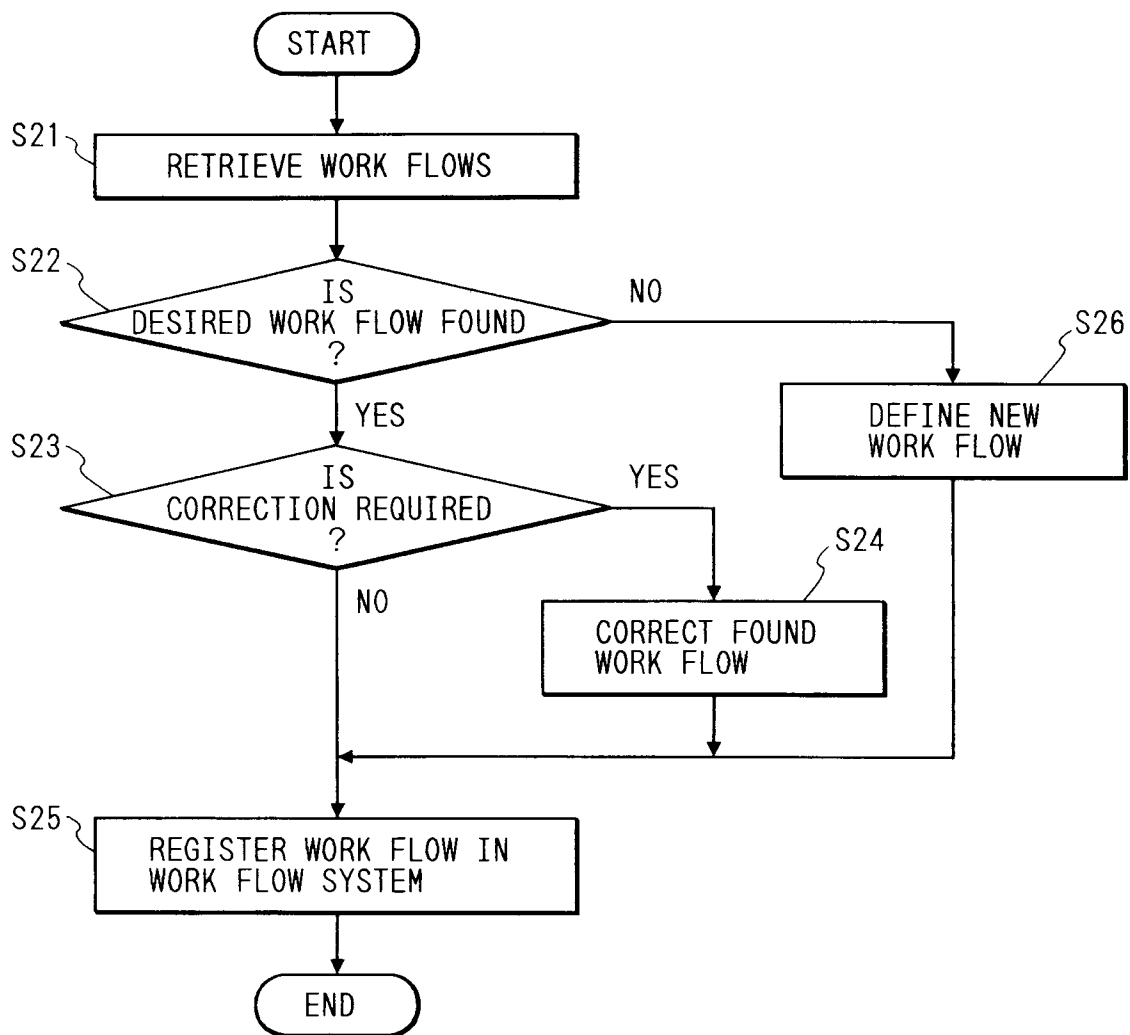 START
S21
RETRIEVE WORK FLOWS
S22
IS
DESIRED WORK FLOW FOUND
?
NO
S26
DEFINE NEW
WORK FLOW
YES
S23
IS
CORRECTION REQUIRED
?
YES
S24
CORRECT FOUND
WORK FLOW
NO
S25
REGISTER WORK FLOW IN
WORK FLOW SYSTEM
END